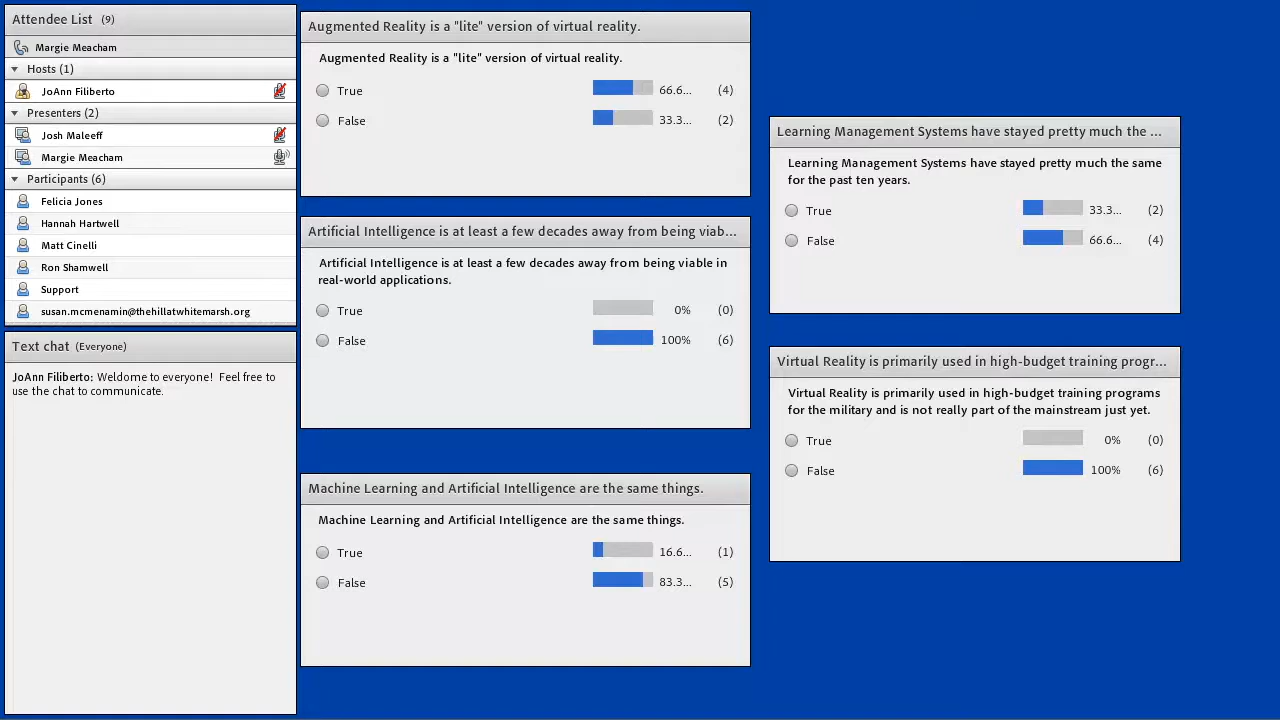 Attendee List (9)
Margie Meacham
Hosts (1)
JoAnn Filiberto
Presenters (2)
Josh Maleeff
Margie Meacham
Participants (6)
Felicia Jones
Hannah Hartwell
Matt Cinelli
Ron Shamwell
Support
susan.mcmenamin@thehillatwhitemarsh.org
Text chat (Everyone)
JoAnn Filiberto: Weldome to everyone! Feel free to
use the chat to communicate.
Augmented Reality is a "lite" version of virtual reality.
Augmented Reality is a "lite" version of virtual reality.
True 66.6... (4)
False 33.3... (2)
Artificial Intelligence is at least a few decades away from being viab...
Artificial Intelligence is at least a few decades away from being viable in
real-world applications.
True 0% (0)
False 100% (6)
Machine Learning and Artificial Intelligence are the same things.
Machine Learning and Artificial Intelligence are the same things.
True 16.6... (1)
False 83.3... (5)
Learning Management Systems have stayed pretty much the ...
Learning Management Systems have stayed pretty much the same
for the past ten years.
True 33.3... (2)
False 66.6... (4)
Virtual Reality is primarily used in high-budget training progr...
Virtual Reality is primarily used in high-budget training programs
for the military and is not really part of the mainstream just yet.
True 0% (0)
False 100% (6)